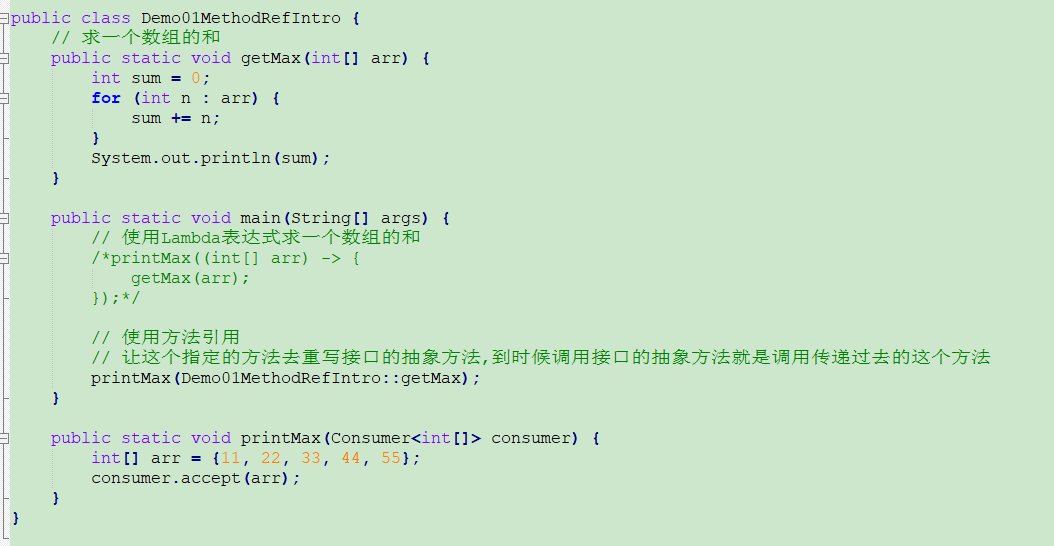 public class Demo01MethodRefIntro {
    // 求一个数组的和
    public static void getMax(int[] arr) {
        int sum = 0;
        for (int n : arr) {
            sum += n;
        }
        System.out.println(sum);
    }

    public static void main(String[] args) {
        // 使用Lambda表达式求一个数组的和
        /*printMax((int[] arr) -> {
            getMax(arr);
        });*/

        // 使用方法引用
        // 让这个指定的方法去重写接口的抽象方法,到时候调用接口的抽象方法就是调用传递过去的这个方法
        printMax(Demo01MethodRefIntro::getMax);
    }

    public static void printMax(Consumer<int[]> consumer) {
        int[] arr = {11, 22, 33, 44, 55};
        consumer.accept(arr);
    }
}